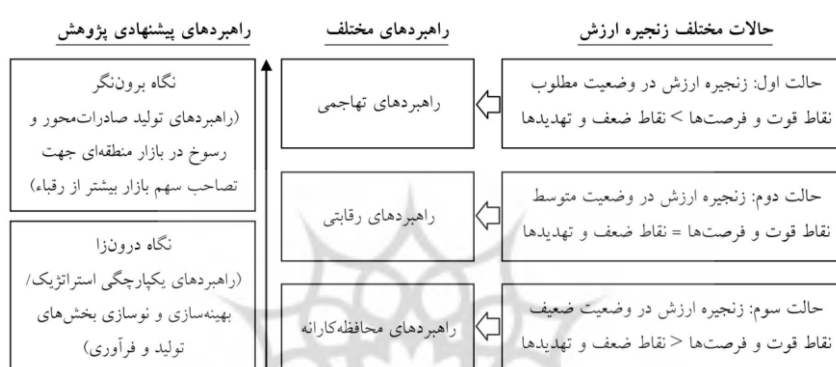 حالات مختلف زنجیره ارزش
راهبردهای مختلف
راهبردهای پیشنهادی پژوهش
حالت اول: زنجیره ارزش در وضعیت مطلوب
نقاط قوت و فرصت‌ها > نقاط ضعف و تهدیدها
راهبردهای تهاجمی
نگاه برون‌نگر
(راهبردهای تولید صادرات‌محور و
رسوخ در بازار منطقه‌ای جهت
تصاحب سهم بازار بیشتر از رقباء)
حالت دوم: زنجیره ارزش در وضعیت متوسط
نقاط قوت و فرصت‌ها = نقاط ضعف و تهدیدها
راهبردهای رقابتی
نگاه درون‌زا
(راهبردهای یکپارچگی استراتژیک/
بهینه‌سازی و نوسازی بخش‌های
تولید و فرآوری)
حالت سوم: زنجیره ارزش در وضعیت ضعیف
نقاط قوت و فرصت‌ها < نقاط ضعف و تهدیدها
راهبردهای محافظه‌کارانه